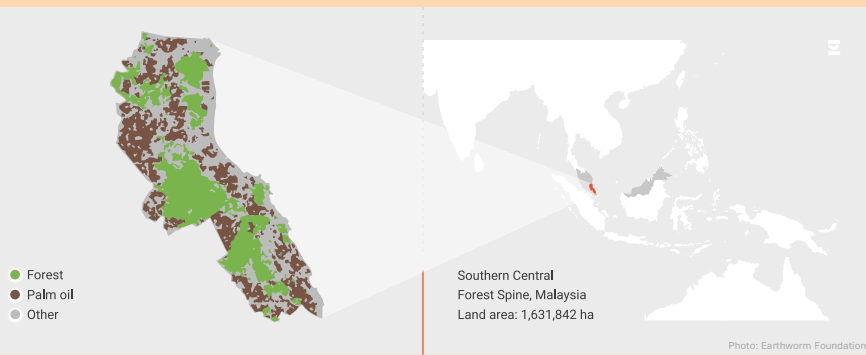 Forest
Palm oil
Other
Southern Central
Forest Spine, Malaysia
Land area: 1,631,842 ha
Photo: Earthworm Foundation